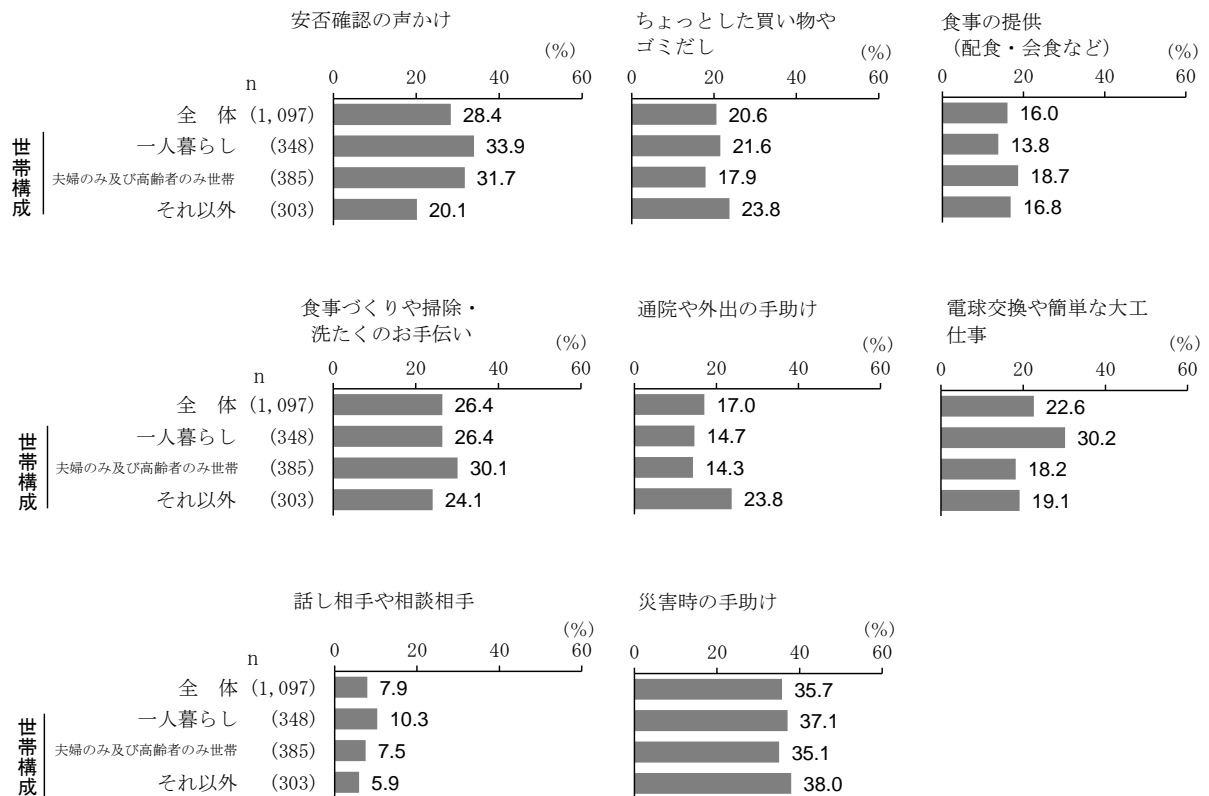 安否確認の声かけ
ちょっとした買い物や
ゴミだし
食事の提供
(配食・会食など)
(%)
(%)
(%)
n
0 20 40 60
0 20 40 60
0 20 40 60
全 体 (1,097) 28.4 20.6 16.0
世帯構成
一人暮らし (348) 33.9 21.6 13.8
夫婦のみ及び高齢者のみ世帯 (385) 31.7 17.9 18.7
それ以外 (303) 20.1 23.8 16.8
食事づくりや掃除・
洗たくのお手伝い
通院や外出の手助け
電球交換や簡単な大工
仕事
(%)
(%)
(%)
n
0 20 40 60
0 20 40 60
0 20 40 60
全 体 (1,097) 26.4 17.0 22.6
世帯構成
一人暮らし (348) 26.4 14.7 30.2
夫婦のみ及び高齢者のみ世帯 (385) 30.1 14.3 18.2
それ以外 (303) 24.1 23.8 19.1
話し相手や相談相手
災害時の手助け
(%)
(%)
n
0 20 40 60
0 20 40 60
全 体 (1,097) 7.9 35.7
世帯構成
一人暮らし (348) 10.3 37.1
夫婦のみ及び高齢者のみ世帯 (385) 7.5 35.1
それ以外 (303) 5.9 38.0